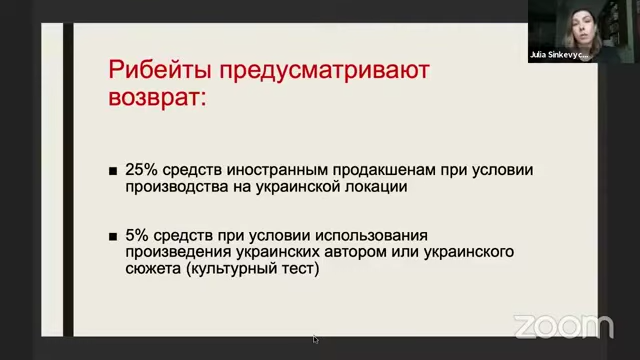 Julia Sinkevyc...
Рибейты предусматривают
возврат:
■ 25% средств иностранным продакшенам при условии
производства на украинской локации
■ 5% средств при условии использования
произведения украинских автором или украинского
сюжета (культурный тест)
zoom